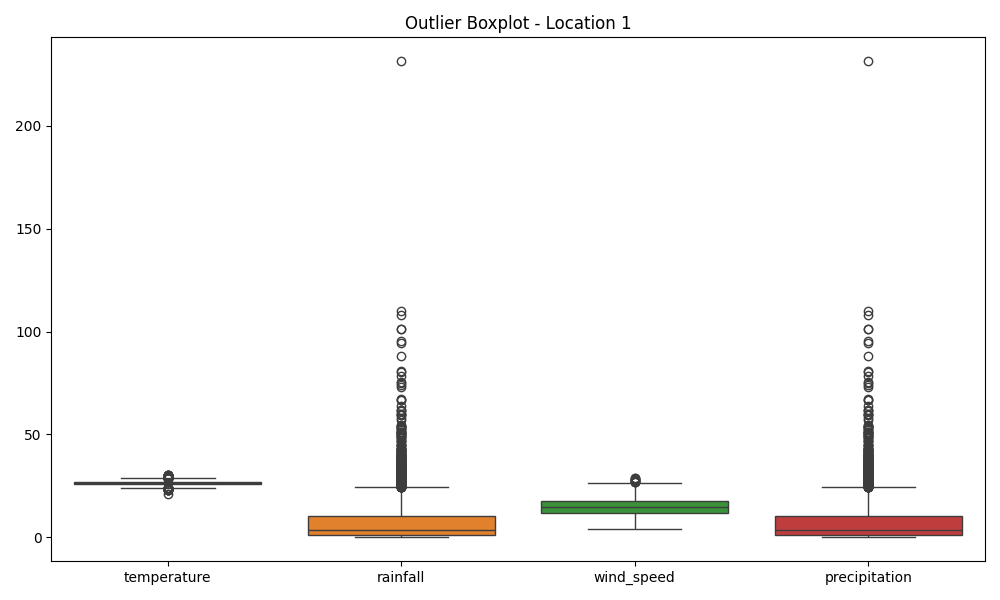 Outlier Boxplot - Location 1
200
150
100
50
0
temperature rainfall wind_speed precipitation